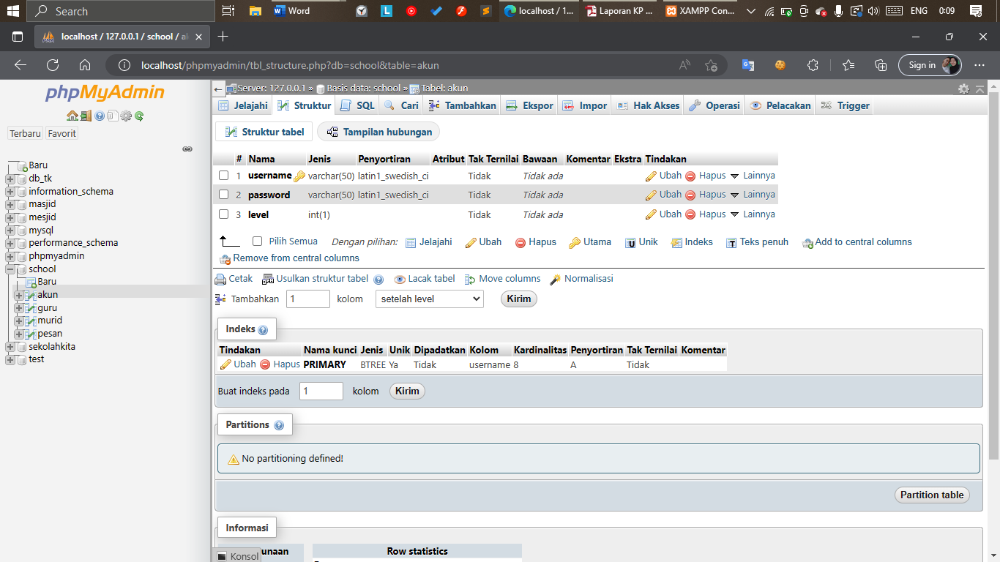 Search
Word
localhost / 1...
Laporan KP ...
XAMPP Con...
ENG
0:09
localhost / 127.0.0.1 / school / a
localhost/phpmyadmin/tbl_structure.php?db=school&table=akun
Sign in
phpMyAdmin
Terbaru
Favorit
Baru
db_tk
information_schema
masjid
mesjid
mysql
performance_schema
phpmyadmin
school
Baru
akun
guru
murid
pesan
sekolahkita
test
Server: 127.0.0.1 » Basis data: school » Tabel: akun
Jelajahi Struktur SQL Cari Tambahkan Ekspor Impor Hak Akses Operasi Pelacakan Trigger
Struktur tabel Tampilan hubungan
# Nama Jenis Penyortiran Atribut Tak Ternilai Bawaan Komentar Ekstra Tindakan
1 username varchar(50) latin1_swedish_ci Tidak Tidak ada Ubah Hapus Lainnya
2 password varchar(50) latin1_swedish_ci Tidak Tidak ada Ubah Hapus Lainnya
3 level int(1) Tidak Tidak ada Ubah Hapus Lainnya
Pilih Semua Dengan pilihan: Jelajahi Ubah Hapus Utama Unik Indeks Teks penuh Add to central columns
Remove from central columns
Cetak Usulkan struktur tabel Lacak tabel Move columns Normalisasi
Tambahkan 1 kolom setelah level Kirim
Indeks
Tindakan Nama kunci Jenis Unik Dipadatkan Kolom Kardinalitas Penyortiran Tak Ternilai Komentar
Ubah Hapus PRIMARY BTREE Ya Tidak username 8 A Tidak
Buat indeks pada 1 kolom Kirim
Partitions
No partitioning defined!
Partition table
Informasi
unaan
Row statistics
Konsol